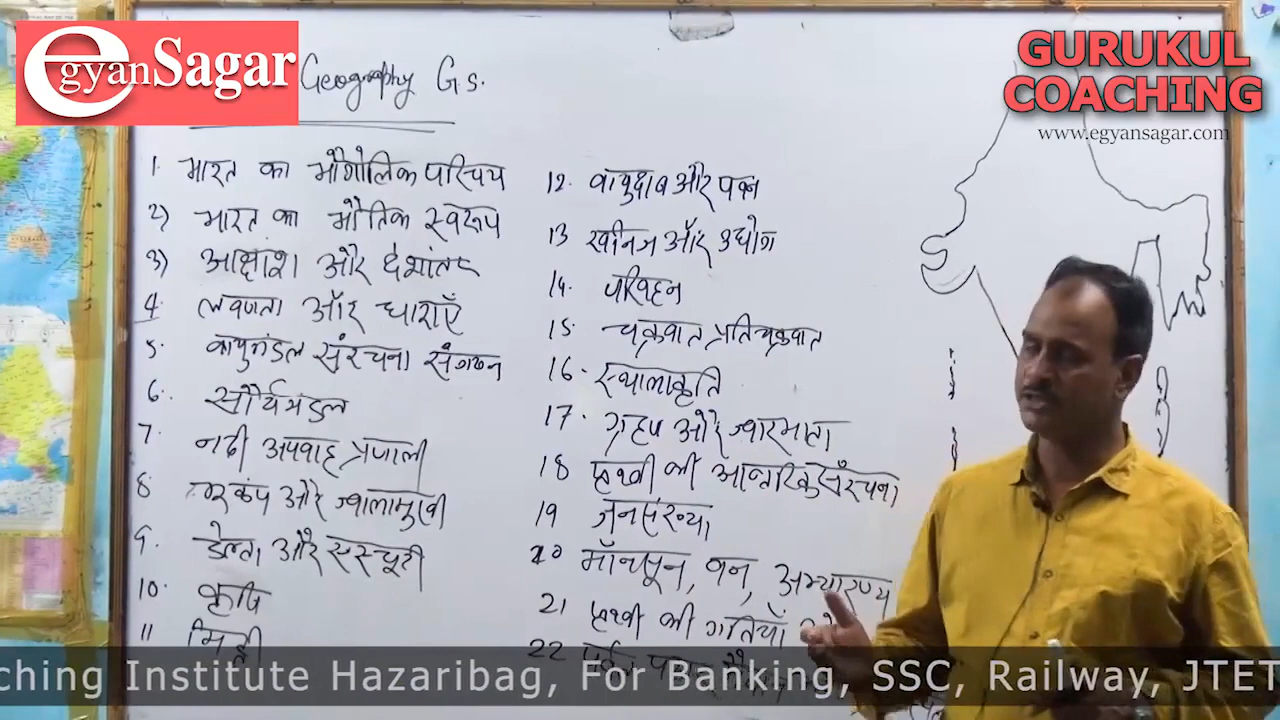 egyanSagar
GURUKUL
COACHING
www.egyansagar.com
Geography G.S.
1. भारत का भौगोलिक परिचय
2) भारत का भौतिक स्वरूप
3) आक्षांश और देशांतर
4. लवणता और धाराएँ
5. वायुमंडल संरचना संगठन
6. सौर्यमंडल
7. नदी अपवाह प्रणाली
8. भूकंप और ज्वालामुखी
9. डेल्टा और एस्चूरी
10. कृषि
11 मिट्टी
12. वायुदाब और पवन
13 खनिज और उधोग
14. परिवहन
15. चक्रवात प्रतिचक्रवात
16. स्थालाकृति
17. ग्रहण और ज्वारभाटा
18 पृथ्वी की आन्तरिक संरचना
19 जनसंख्या
20 मॉनसून, वन, अभ्यारण्य
21 पृथ्वी की गतियाँ
22
ching Institute Hazaribag, For Banking, SSC, Railway, JTET